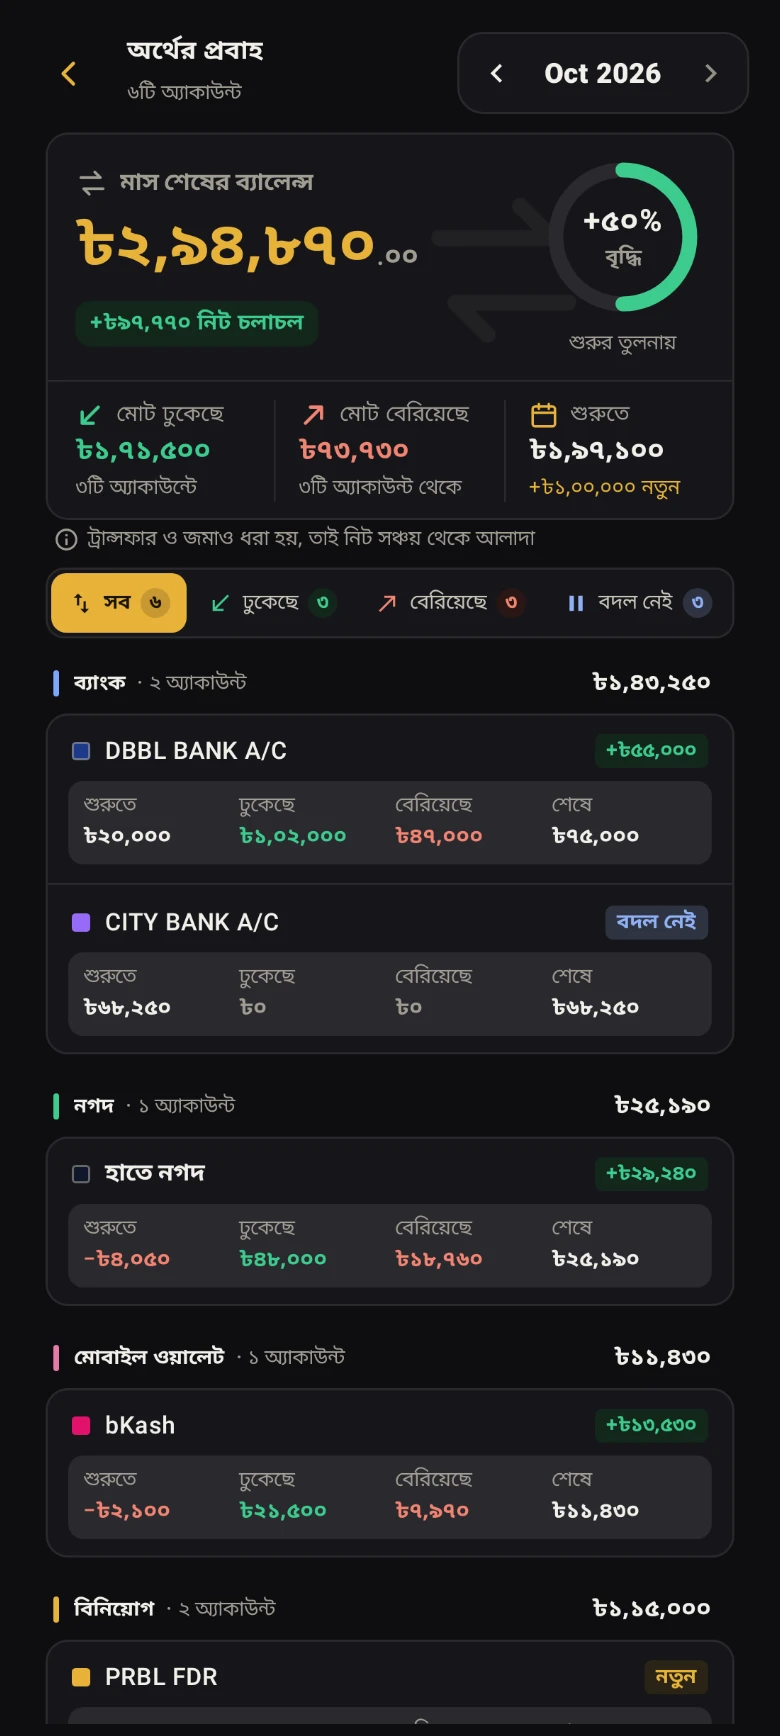 অর্থের প্রবাহ
৬টি অ্যাকাউন্ট
Oct 2026
মাস শেষের ব্যালেন্স
৳২,৯৪,৮৭০.০০
+৳৯৭,৭৭০ নিট চলাচল
+৫০%
বৃদ্ধি
শুরুর তুলনায়
মোট ঢুকেছে
৳১,৭১,৫০০
৩টি অ্যাকাউন্টে
মোট বেরিয়েছে
৳৭৩,৭৩০
৩টি অ্যাকাউন্ট থেকে
শুরুতে
৳১,৯৭,১০০
+৳১,০০,০০০ নতুন
ট্রান্সফার ও জমাও ধরা হয়, তাই নিট সঞ্চয় থেকে আলাদা
সব ৬ ঢুকেছে ৩ বেরিয়েছে ৩ বদল নেই ৩
ব্যাংক · ২ অ্যাকাউন্ট ৳১,৪৩,২৫০
DBBL BANK A/C +৳৫৫,০০০
শুরুতে ঢুকেছে বেরিয়েছে শেষে
৳২০,০০০ ৳১,০২,০০০ ৳৪৭,০০০ ৳৭৫,০০০
CITY BANK A/C বদল নেই
শুরুতে ঢুকেছে বেরিয়েছে শেষে
৳৬৮,২৫০ ৳০ ৳০ ৳৬৮,২৫০
নগদ · ১ অ্যাকাউন্ট ৳২৫,১৯০
হাতে নগদ +৳২৯,২৪০
শুরুতে ঢুকেছে বেরিয়েছে শেষে
−৳৪,০৫০ ৳৪৮,০০০ ৳১৮,৭৬০ ৳২৫,১৯০
মোবাইল ওয়ালেট · ১ অ্যাকাউন্ট ৳১১,৪৩০
bKash +৳১৩,৫৩০
শুরুতে ঢুকেছে বেরিয়েছে শেষে
−৳২,১০০ ৳২১,৫০০ ৳৭,৯৭০ ৳১১,৪৩০
বিনিয়োগ · ২ অ্যাকাউন্ট ৳১,১৫,০০০
PRBL FDR নতুন